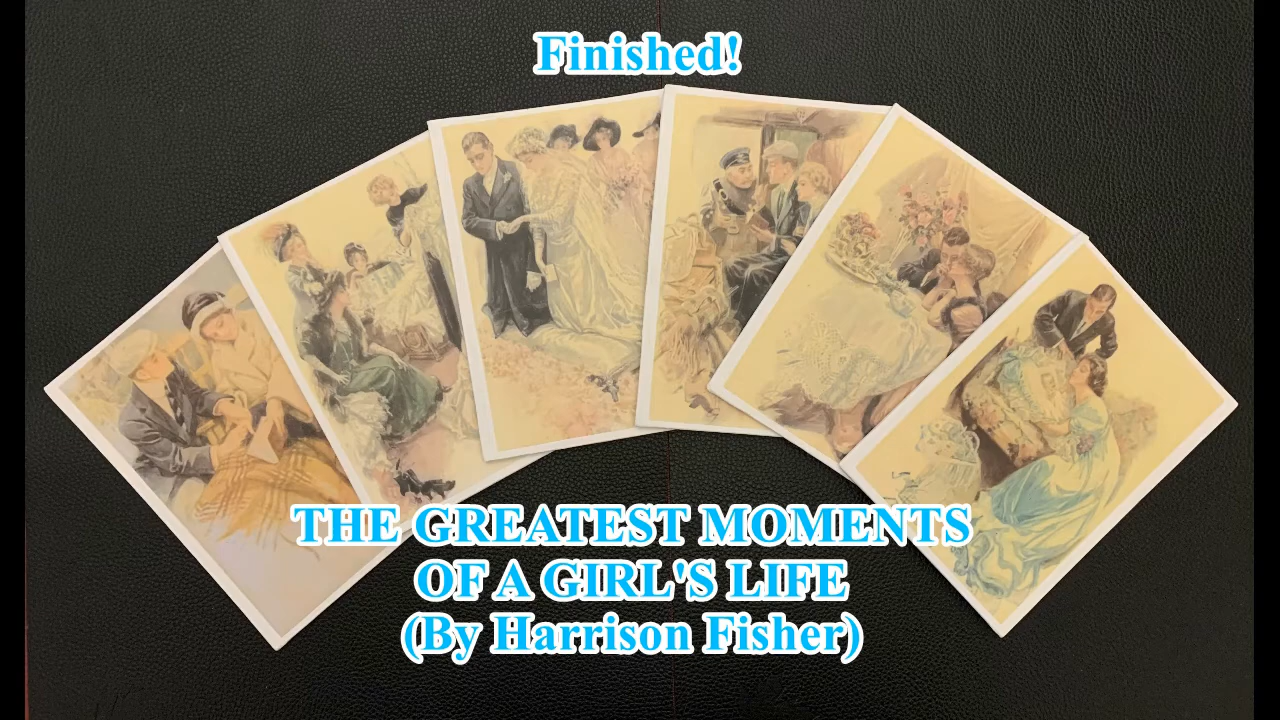 Finished!
THE GREATEST MOMENTS
OF A GIRL'S LIFE
(By Harrison Fisher)